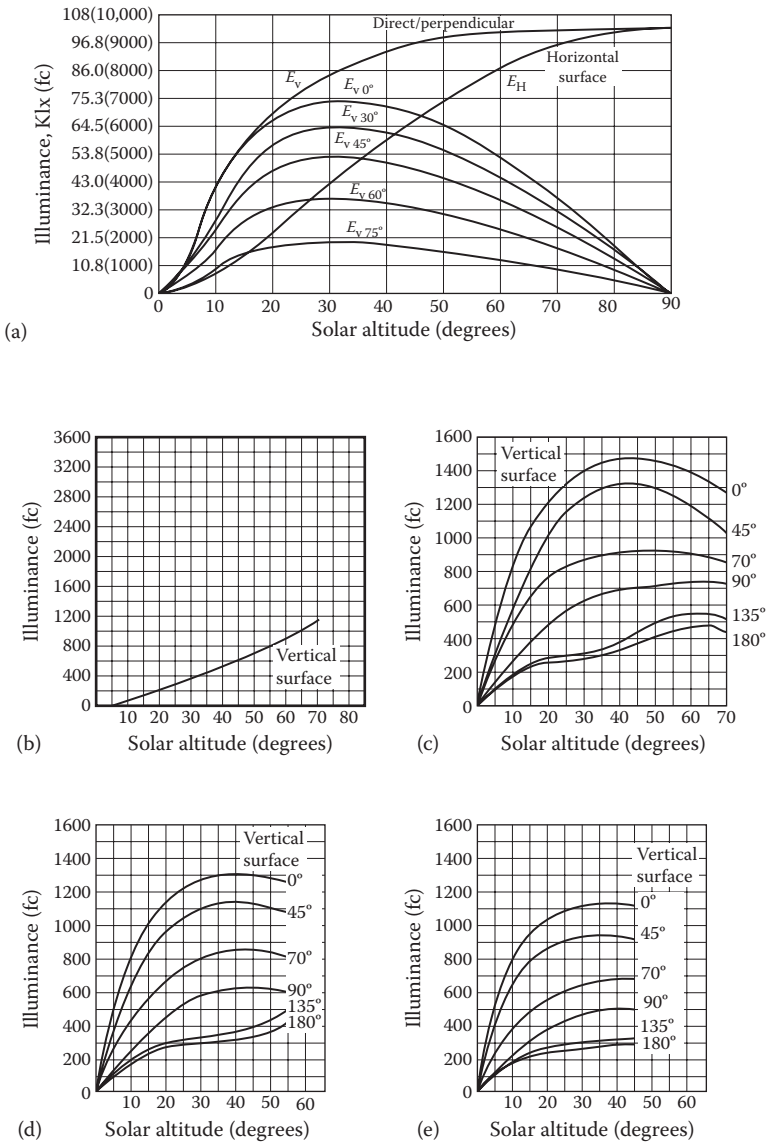 108(10,000)
96.8(9000)
86.0(8000)
75.3(7000)
64.5(6000)
53.8(5000)
43.0(4000)
32.3(3000)
21.5(2000)
10.8(1000)
0
Illuminance, Klx (fc)
Direct/perpendicular
Horizontal
surface
Ev
Ev 0°
Ev 30°
Ev 45°
Ev 60°
Ev 75°
EH
0 10 20 30 40 50 60 70 80 90
Solar altitude (degrees)
(a)
3600
3200
2800
2400
2000
1600
1200
800
400
0
Illuminance (fc)
Vertical
surface
10 20 30 40 50 60 70 80
Solar altitude (degrees)
(b)
1600
1400
1200
1000
800
600
400
200
0
Illuminance (fc)
Vertical
surface
0°
45°
70°
90°
135°
180°
10 20 30 40 50 60 70
Solar altitude (degrees)
(c)
1600
1400
1200
1000
800
600
400
200
0
Illuminance (fc)
Vertical
surface
0°
45°
70°
90°
135°
180°
10 20 30 40 50 60
Solar altitude (degrees)
(d)
1600
1400
1200
1000
800
600
400
200
0
Illuminance (fc)
Vertical
surface
0°
45°
70°
90°
135°
180°
10 20 30 40 50 60
Solar altitude (degrees)
(e)